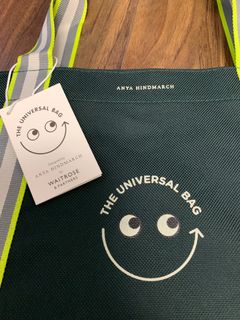 ANYA HINDMARCH
THE UNIVERSAL BAG
THE UNIVERSAL BAG
ANYA HINDMARCH
WAITROSE
& PARTNERS